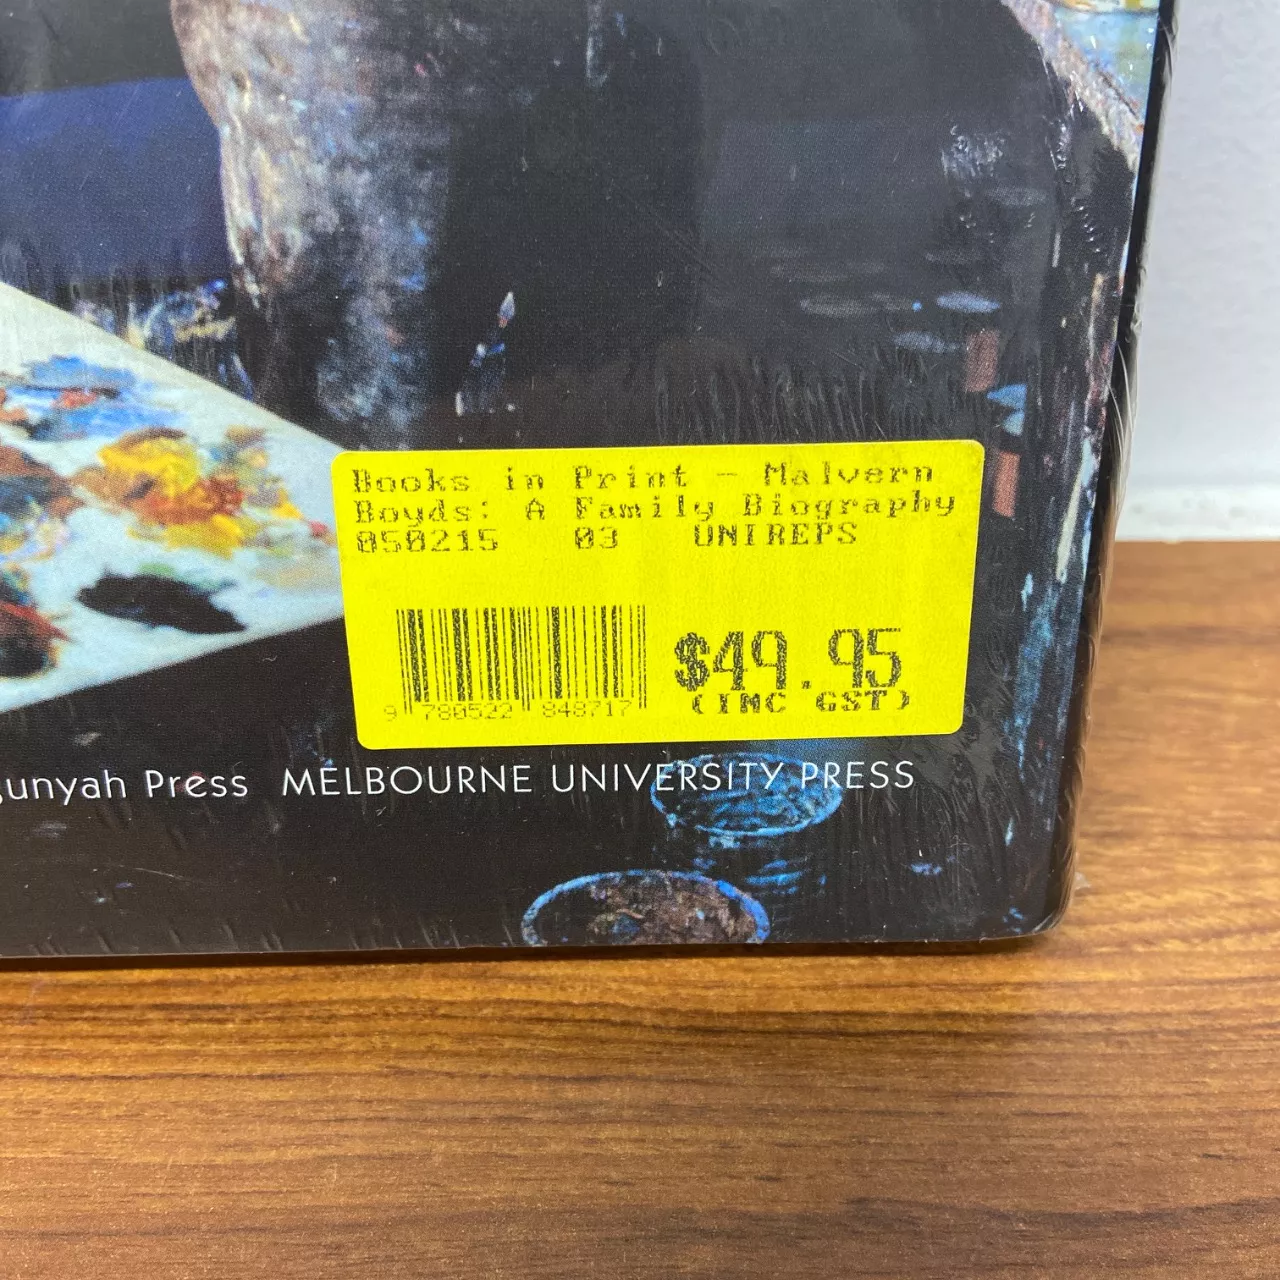 Books in Print - Malvern
Boyds: A Family Biography
050215 03 UNIREPS
$49.95
(INC GST)
9 780522 848717
gunyah Press MELBOURNE UNIVERSITY PRESS